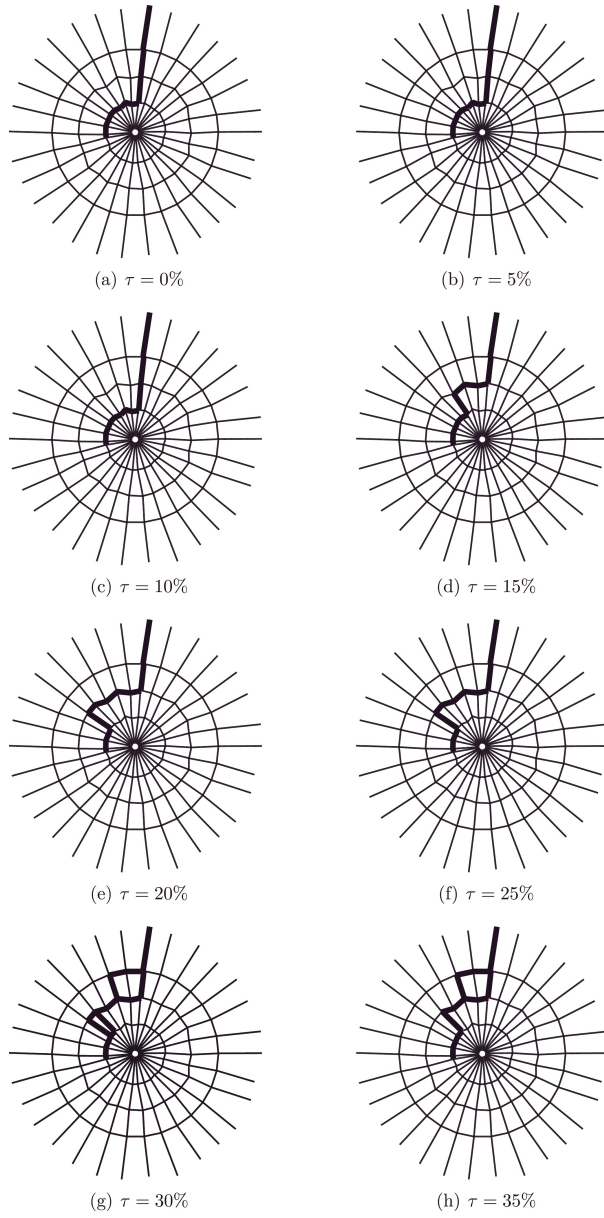 (a) τ = 0%
(b) τ = 5%
(c) τ = 10%
(d) τ = 15%
(e) τ = 20%
(f) τ = 25%
(g) τ = 30%
(h) τ = 35%